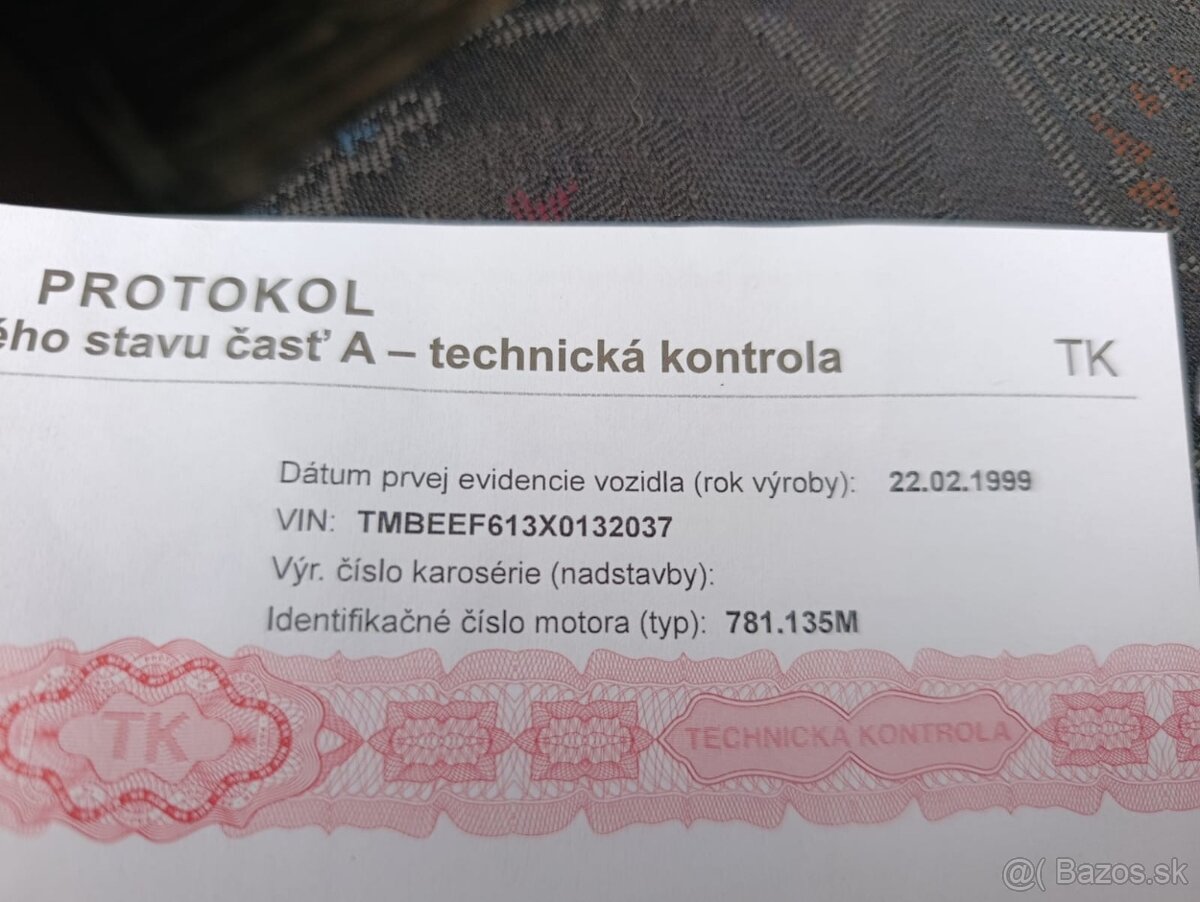 PROTOKOL
ého stavu časť A – technická kontrola
TK
Dátum prvej evidencie vozidla (rok výroby): 22.02.1999
VIN: TMBEEF613X0132037
Výr. číslo karosérie (nadstavby):
Identifikačné číslo motora (typ): 781.135M
TK
TECHNICKÁ KONTROLA
@( Bazos.sk